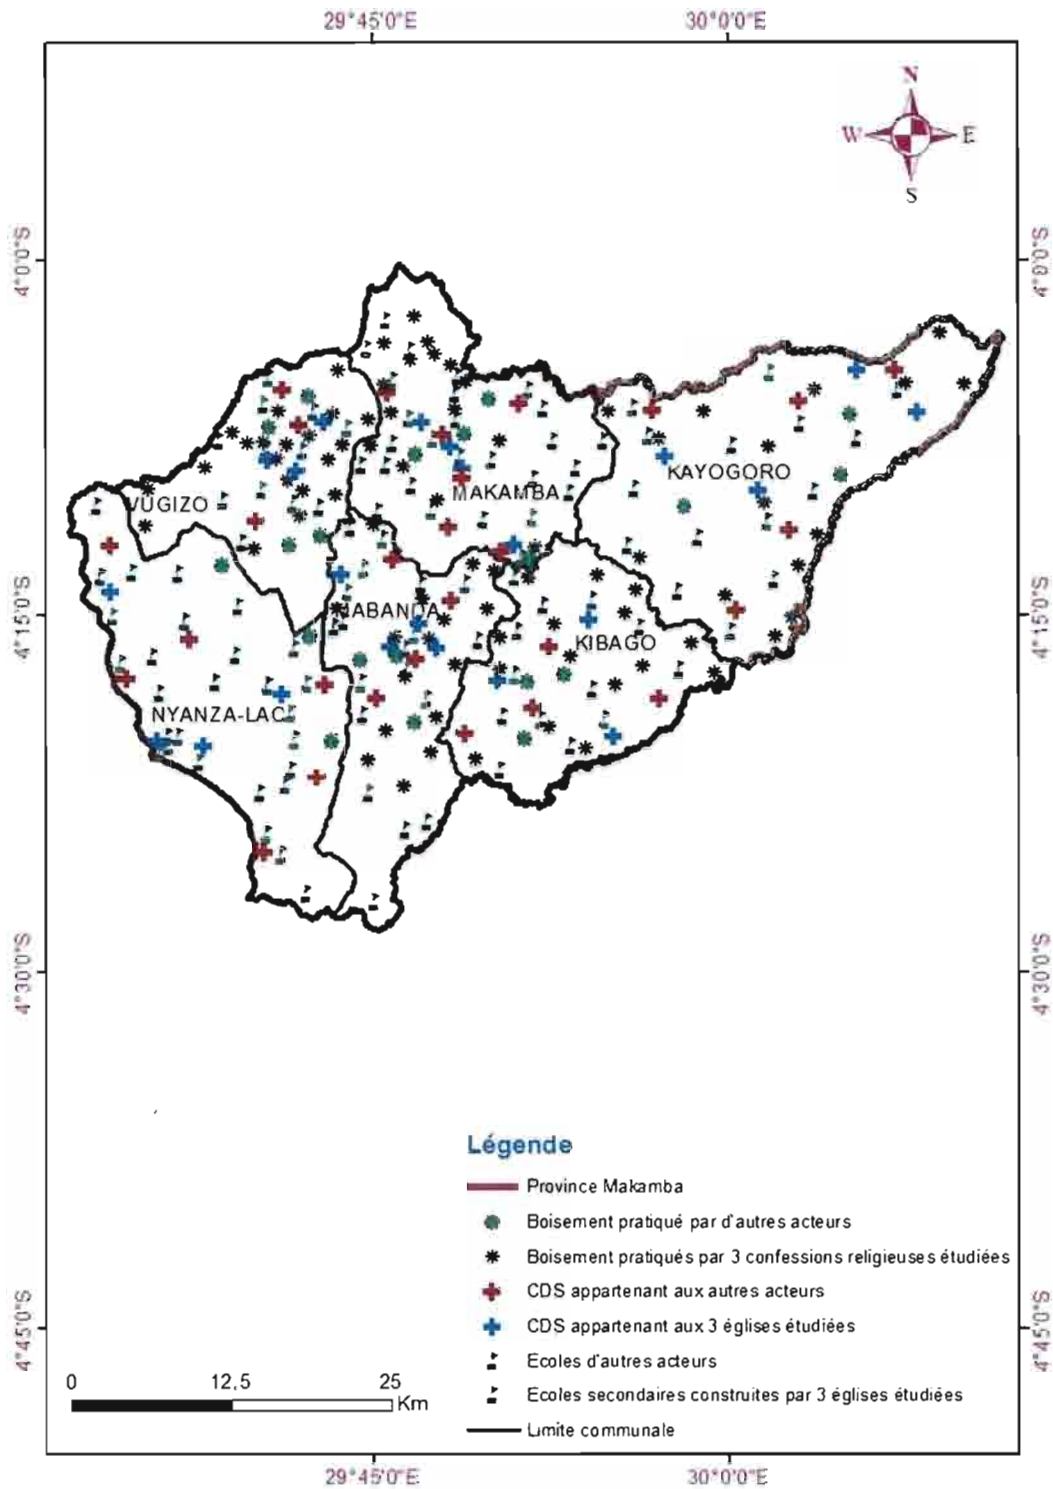 29°45'0"E 30°0'0"E
N
W E
S
4°0'0"S 4°0'0"S
KAYOGORO
MAKAMBA
VUGIZO
4°15'0"S 4°15'0"S
MABANDA
KIBAGO
NYANZA-LAC
4°30'0"S 4°30'0"S
Légende
Province Makamba
Boisement pratiqué par d'autres acteurs
Boisement pratiqués par 3 confessions religieuses étudiées
CDS appartenant aux autres acteurs
CDS appartenant aux 3 églises étudiées
4°45'0"S 4°45'0"S
Ecoles d'autres acteurs
0 12,5 25
Km
Ecoles secondaires construites par 3 églises étudiées
Limite communale
29°45'0"E 30°0'0"E